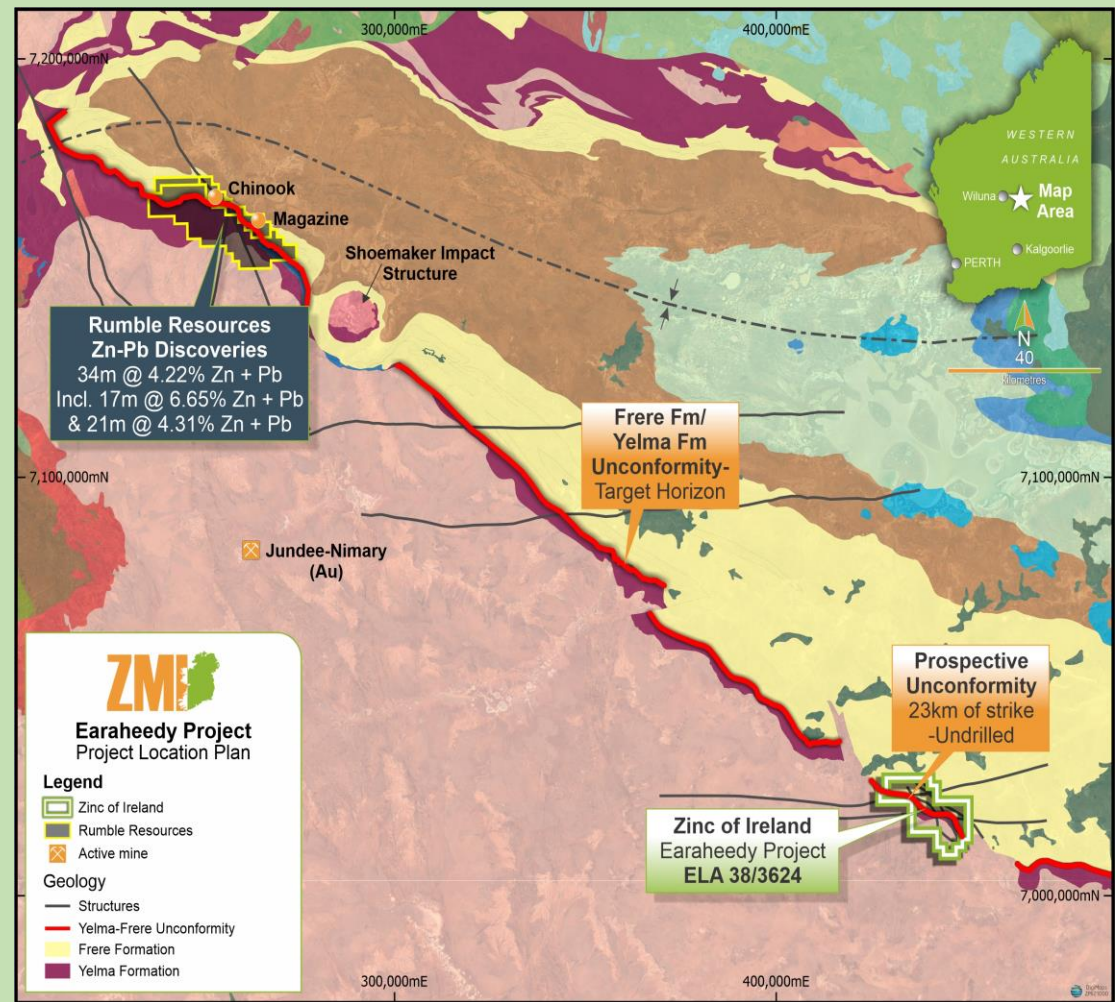 300,000mE
400,000mE
7,200,000mN
WESTERN
AUSTRALIA
Wiluna
Map
Area
Kalgoorlie
PERTH
Chinook
Magazine
Shoemaker Impact
Structure
N
40
kilometres
Rumble Resources
Zn-Pb Discoveries
34m @ 4.22% Zn + Pb
Incl. 17m @ 6.65% Zn + Pb
& 21m @ 4.31% Zn + Pb
Frere Fm/
Yelma Fm
Unconformity-
Target Horizon
7,100,000mN
7,100,000mN
Jundee-Nimary
(Au)
Prospective
Unconformity
23km of strike
-Undrilled
Zinc of Ireland
Earaheedy Project
ELA 38/3624
7,000,000mN
ZMI
Earaheedy Project
Project Location Plan
Legend
Zinc of Ireland
Rumble Resources
Active mine
Geology
Structures
Yelma-Frere Unconformity
Frere Formation
Yelma Formation
300,000mE
400,000mE